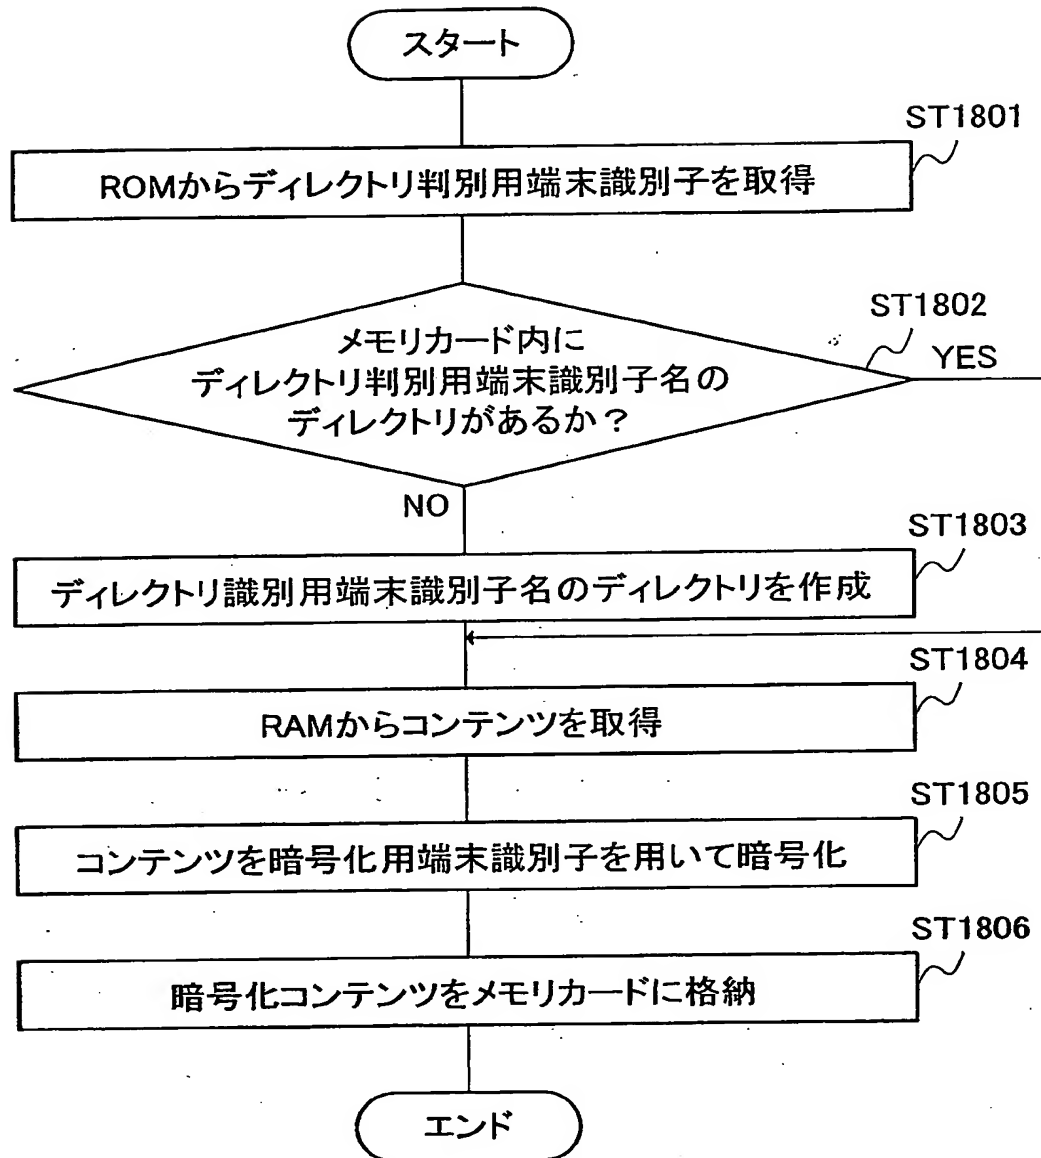 スタート
ST1801
ROMからディレクトリ判別用端末識別子を取得
ST1802
メモリカード内に
ディレクトリ判別用端末識別子名の
ディレクトリがあるか？
YES
NO
ST1803
ディレクトリ識別用端末識別子名のディレクトリを作成
ST1804
RAMからコンテンツを取得
ST1805
コンテンツを暗号化用端末識別子を用いて暗号化
ST1806
暗号化コンテンツをメモリカードに格納
エンド